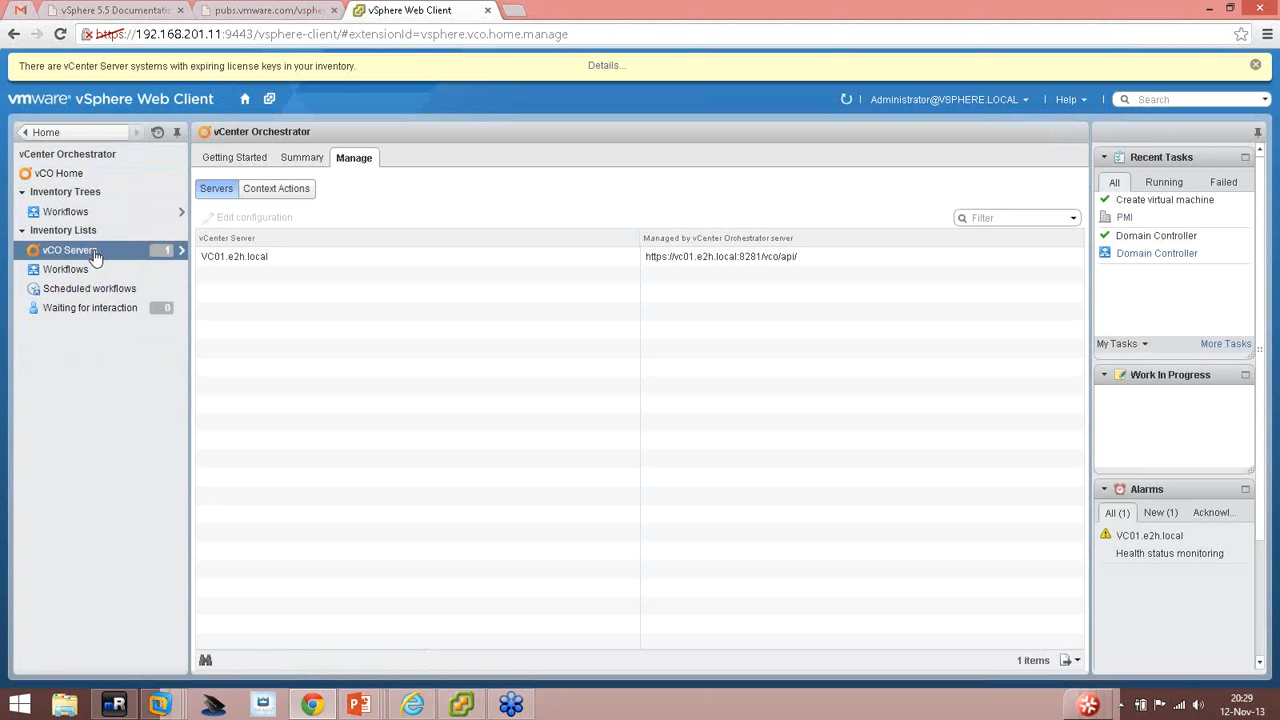 vSphere 5.5 Documentatio
pubs.vmware.com/vsphe
vSphere Web Client
https://192.168.201.11:9443/vsphere-client/#extensionId=vsphere.vco.home.manage
There are vCenter Server systems with expiring license keys in your inventory.
Details...
vmware® vSphere Web Client
Administrator@VSPHERE.LOCAL
Help
Search
Home
vCenter Orchestrator
vCO Home
Inventory Trees
Workflows
Inventory Lists
vCO Servers
1
Workflows
Scheduled workflows
Waiting for interaction
0
vCenter Orchestrator
Getting Started
Summary
Manage
Servers
Context Actions
Edit configuration
Filter
vCenter Server
Managed by vCenter Orchestrator server
VC01.e2h.local
https://vc01.e2h.local:8281/vco/api/
1 items
Recent Tasks
All
Running
Failed
Create virtual machine
PMI
Domain Controller
Domain Controller
My Tasks
More Tasks
Work In Progress
Alarms
All (1)
New (1)
Acknowl...
VC01.e2h.local
Health status monitoring
20:29
12-Nov-13